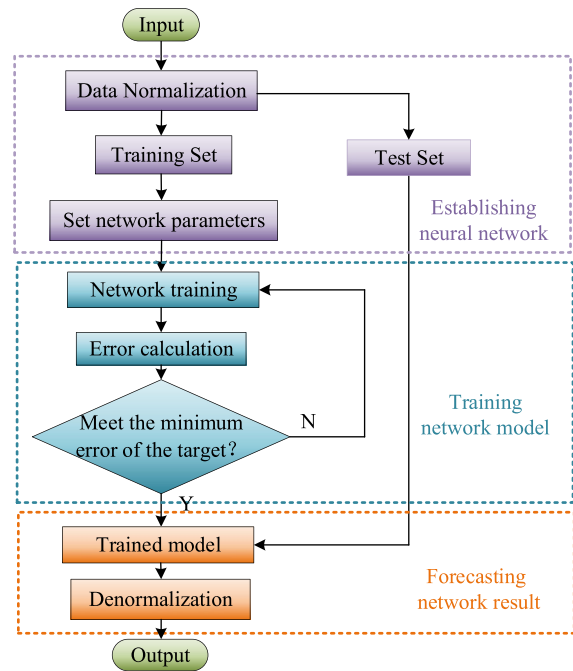 Input
Data Normalization
Training Set
Test Set
Set network parameters
Establishing
neural network
Network training
Error calculation
Meet the minimum
error of the target?
N
Training
network model
Y
Trained model
Denormalization
Forecasting
network result
Output